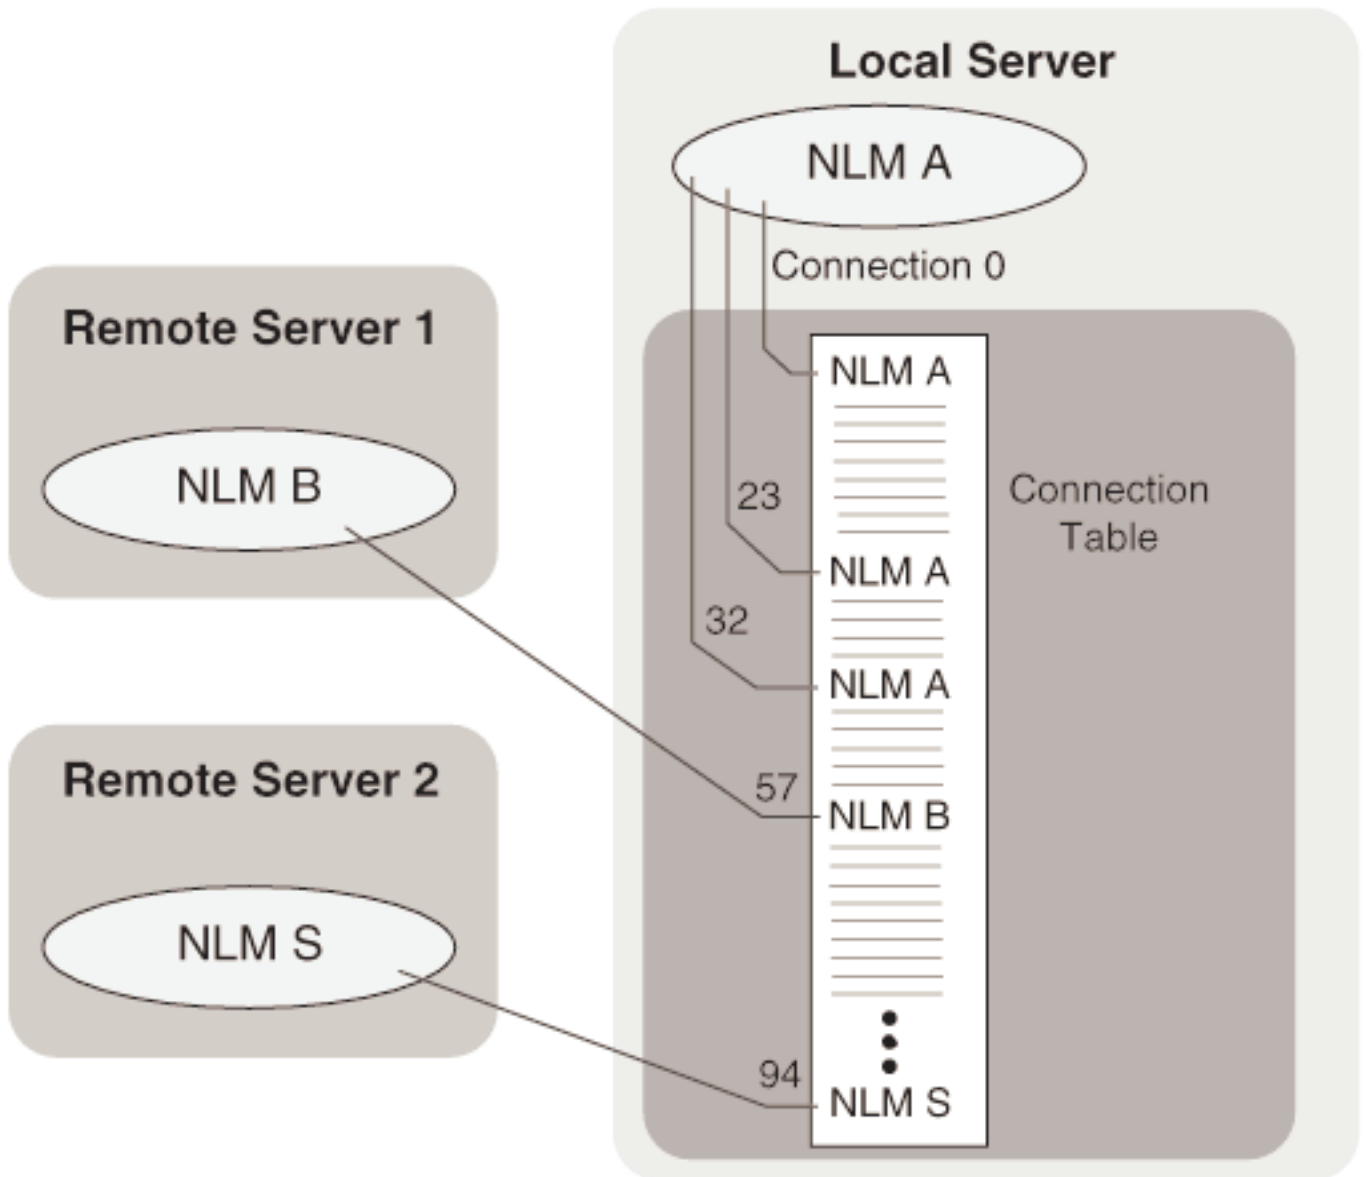 Local Server
NLM A
Connection 0
Remote Server 1
NLM B
Remote Server 2
NLM S
NLM A
23
NLM A
32
NLM A
57
NLM B
94
NLM S
Connection
Table